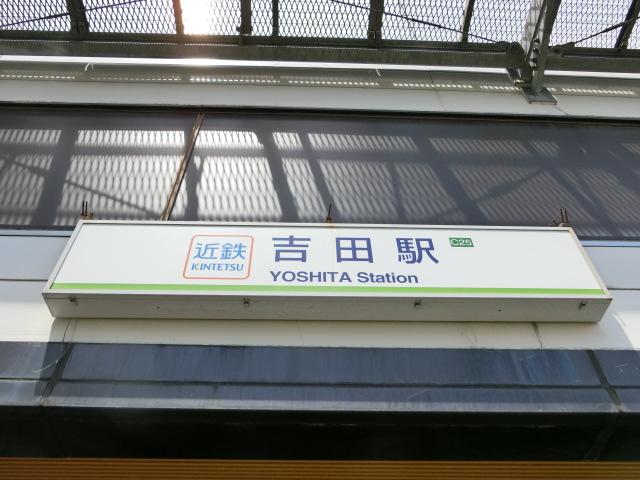 近鉄
KINTETSU
吉田駅
C25
YOSHITA Station